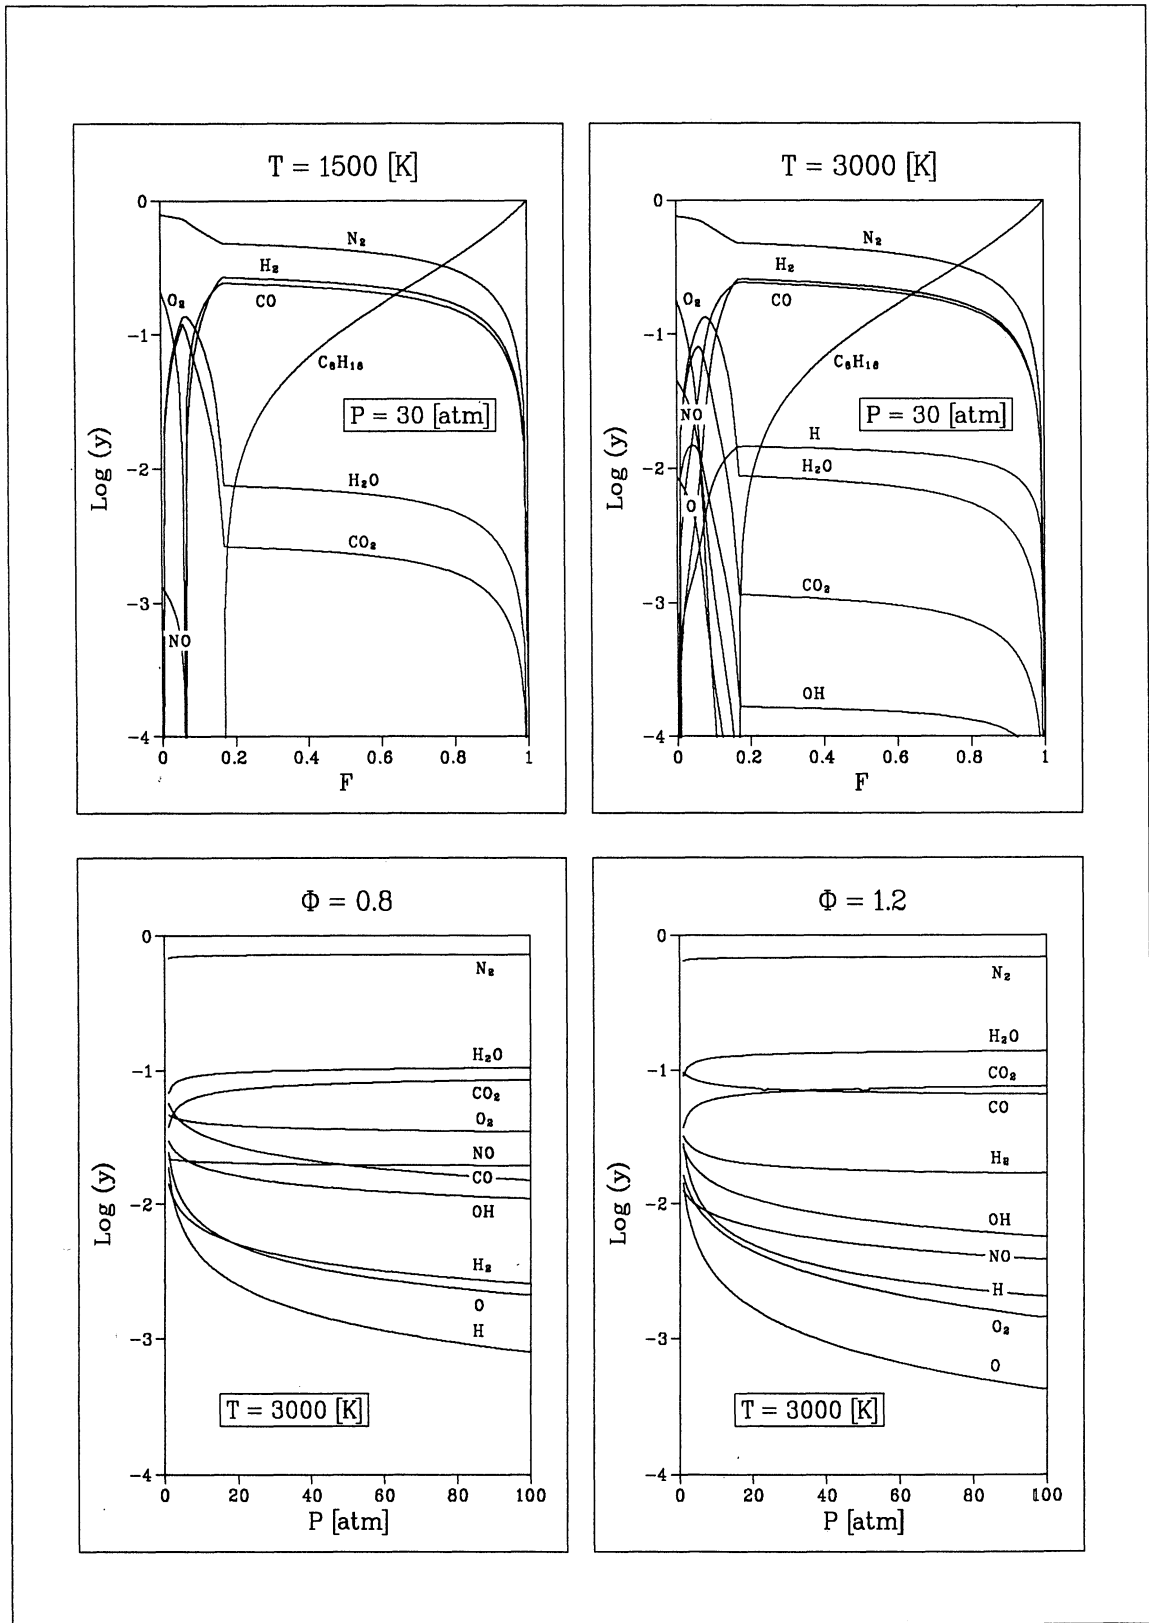 T = 1500 [K]
0
N₂
H₂
O₂
CO
-1
C₈H₁₈
P = 30 [atm]
Log (y)
-2
H₂O
CO₂
-3
NO
-4
0 0.2 0.4 0.6 0.8 1
F
T = 3000 [K]
0
N₂
H₂
O₂
CO
-1
C₈H₁₈
NO
P = 30 [atm]
H
Log (y)
-2
H₂O
O
CO₂
-3
OH
-4
0 0.2 0.4 0.6 0.8 1
F
Φ = 0.8
0
N₂
H₂O
-1
CO₂
O₂
NO
CO
Log (y)
-2
OH
H₂
O
H
-3
T = 3000 [K]
-4
0 20 40 60 80 100
P [atm]
Φ = 1.2
0
N₂
H₂O
-1
CO₂
CO
H₂
Log (y)
-2
OH
NO
H
O₂
-3
O
T = 3000 [K]
-4
0 20 40 60 80 100
P [atm]